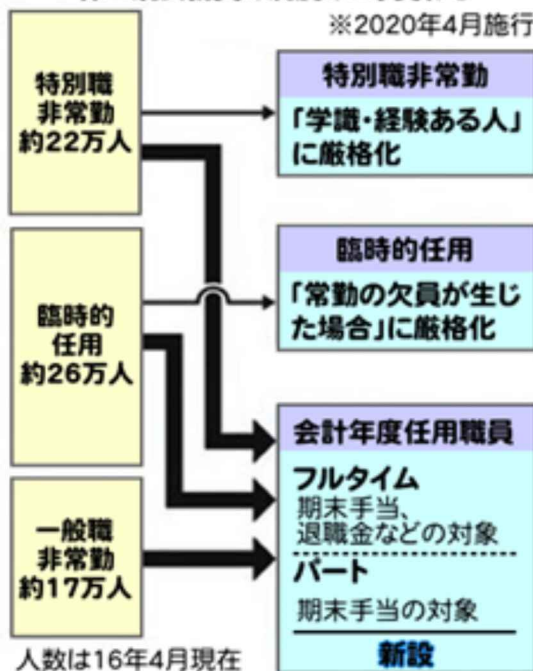 ※2020年4月施行
特別職
非常勤
約22万人
特別職非常勤
「学識・経験ある人」
に厳格化
臨時的
任用
約26万人
臨時的任用
「常勤の欠員が生じ
た場合」に厳格化
一般職
非常勤
約17万人
会計年度任用職員
フルタイム
期末手当、
退職金などの対象
パート
期末手当の対象
新設
人数は16年4月現在